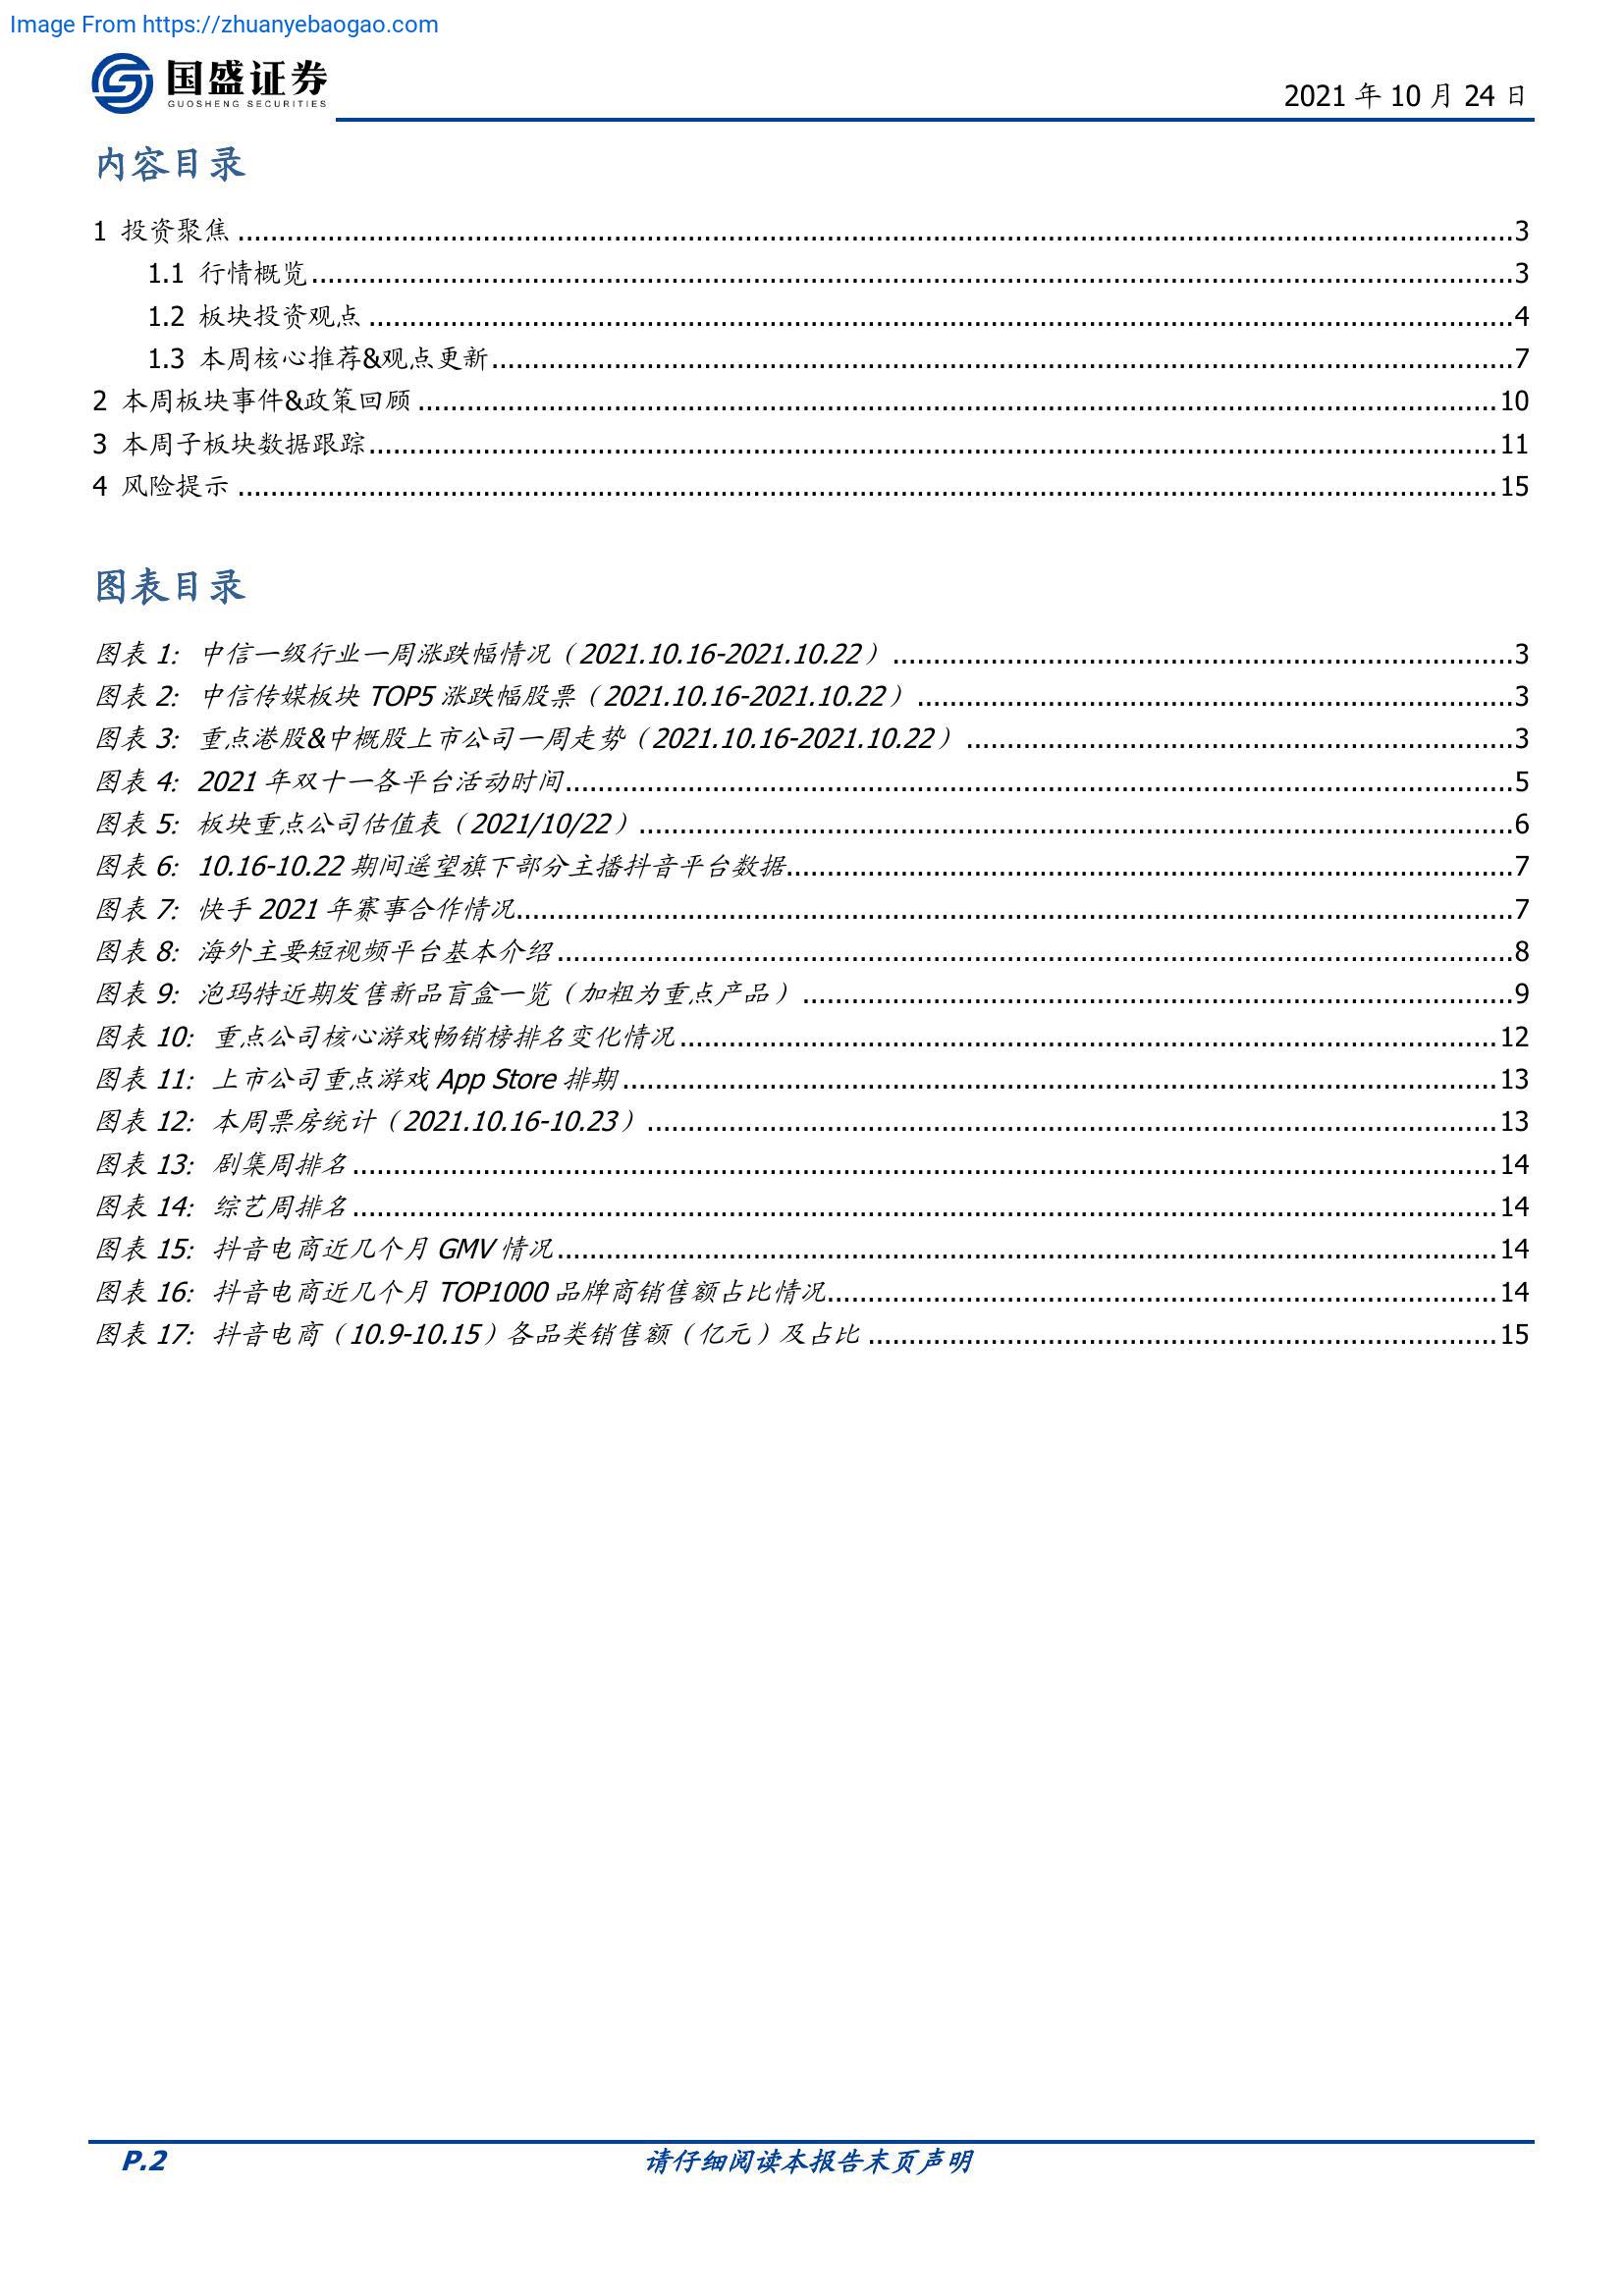 Image From https://zhuanyebaogao.com
国盛证券
GUOSHENG SECURITIES
2021 年 10 月 24 日
内容目录
1 投资聚焦 ........................................ 3
1.1 行情概览 ........................................ 3
1.2 板块投资观点 ........................................ 4
1.3 本周核心推荐&观点更新 ........................................ 7
2 本周板块事件&政策回顾 ........................................ 10
3 本周子板块数据跟踪 ........................................ 11
4 风险提示 ........................................ 15
图表目录
图表 1: 中信一级行业一周涨跌幅情况（2021.10.16-2021.10.22） ........................................ 3
图表 2: 中信传媒板块 TOP5 涨跌幅股票（2021.10.16-2021.10.22） ........................................ 3
图表 3: 重点港股&中概股上市公司一周走势（2021.10.16-2021.10.22） ........................................ 3
图表 4: 2021 年双十一各平台活动时间 ........................................ 5
图表 5: 板块重点公司估值表（2021/10/22） ........................................ 6
图表 6: 10.16-10.22 期间遥望旗下部分主播抖音平台数据 ........................................ 7
图表 7: 快手 2021 年赛事合作情况 ........................................ 7
图表 8: 海外主要短视频平台基本介绍 ........................................ 8
图表 9: 泡玛特近期发售新品盲盒一览（加粗为重点产品） ........................................ 9
图表 10: 重点公司核心游戏畅销榜排名变化情况 ........................................ 12
图表 11: 上市公司重点游戏 App Store 排期 ........................................ 13
图表 12: 本周票房统计（2021.10.16-10.23） ........................................ 13
图表 13: 剧集周排名 ........................................ 14
图表 14: 综艺周排名 ........................................ 14
图表 15: 抖音电商近几个月 GMV 情况 ........................................ 14
图表 16: 抖音电商近几个月 TOP1000 品牌商销售额占比情况 ........................................ 14
图表 17: 抖音电商（10.9-10.15）各品类销售额（亿元）及占比 ........................................ 15
P.2
请仔细阅读本报告末页声明